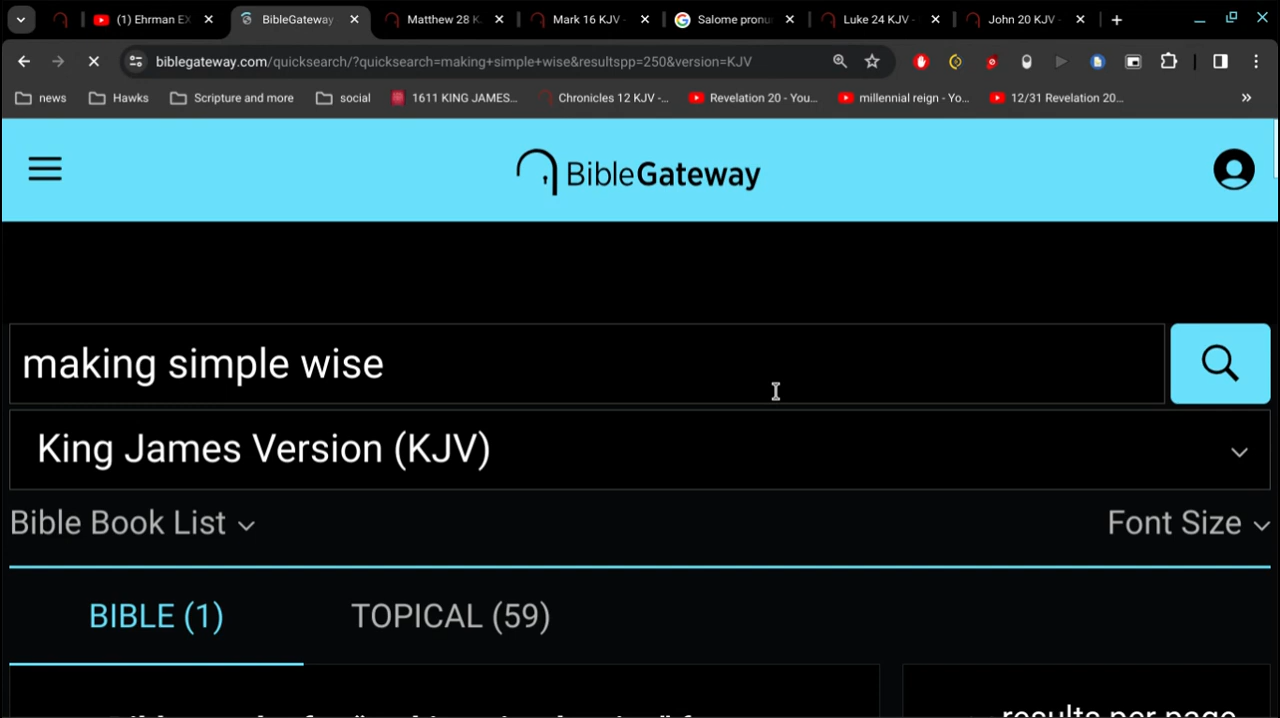 (1) Ehrman EX
BibleGateway
Matthew 28 K
Mark 16 KJV
Salome pronu
Luke 24 KJV
John 20 KJV
biblegateway.com/quicksearch/?quicksearch=making+simple+wise&resultspp=250&version=KJV
news
Hawks
Scripture and more
social
1611 KING JAMES...
Chronicles 12 KJV -...
Revelation 20 - You...
millennial reign - Yo...
12/31 Revelation 20...
BibleGateway
making simple wise
King James Version (KJV)
Bible Book List
Font Size
BIBLE (1)
TOPICAL (59)
results per page